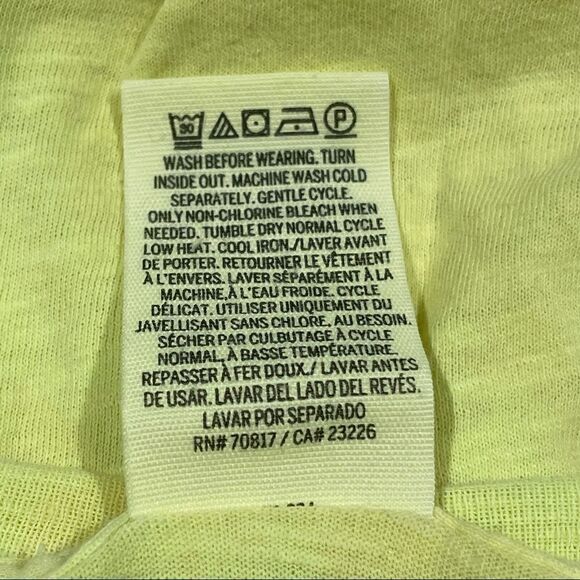 30 P
WASH BEFORE WEARING. TURN
INSIDE OUT. MACHINE WASH COLD
SEPARATELY. GENTLE CYCLE.
ONLY NON-CHLORINE BLEACH WHEN
NEEDED. TUMBLE DRY NORMAL CYCLE
LOW HEAT. COOL IRON./LAVER AVANT
DE PORTER. RETOURNER LE VÊTEMENT
À L'ENVERS. LAVER SÉPARÉMENT À LA
MACHINE, À L'EAU FROIDE. CYCLE
DÉLICAT. UTILISER UNIQUEMENT DU
JAVELLISANT SANS CHLORE, AU BESOIN.
SÉCHER PAR CULBUTAGE À CYCLE
NORMAL, À BASSE TEMPÉRATURE.
REPASSER À FER DOUX./ LAVAR ANTES
DE USAR. LAVAR DEL LADO DEL REVÉS.
LAVAR POR SEPARADO
RN# 70817 / CA# 23226